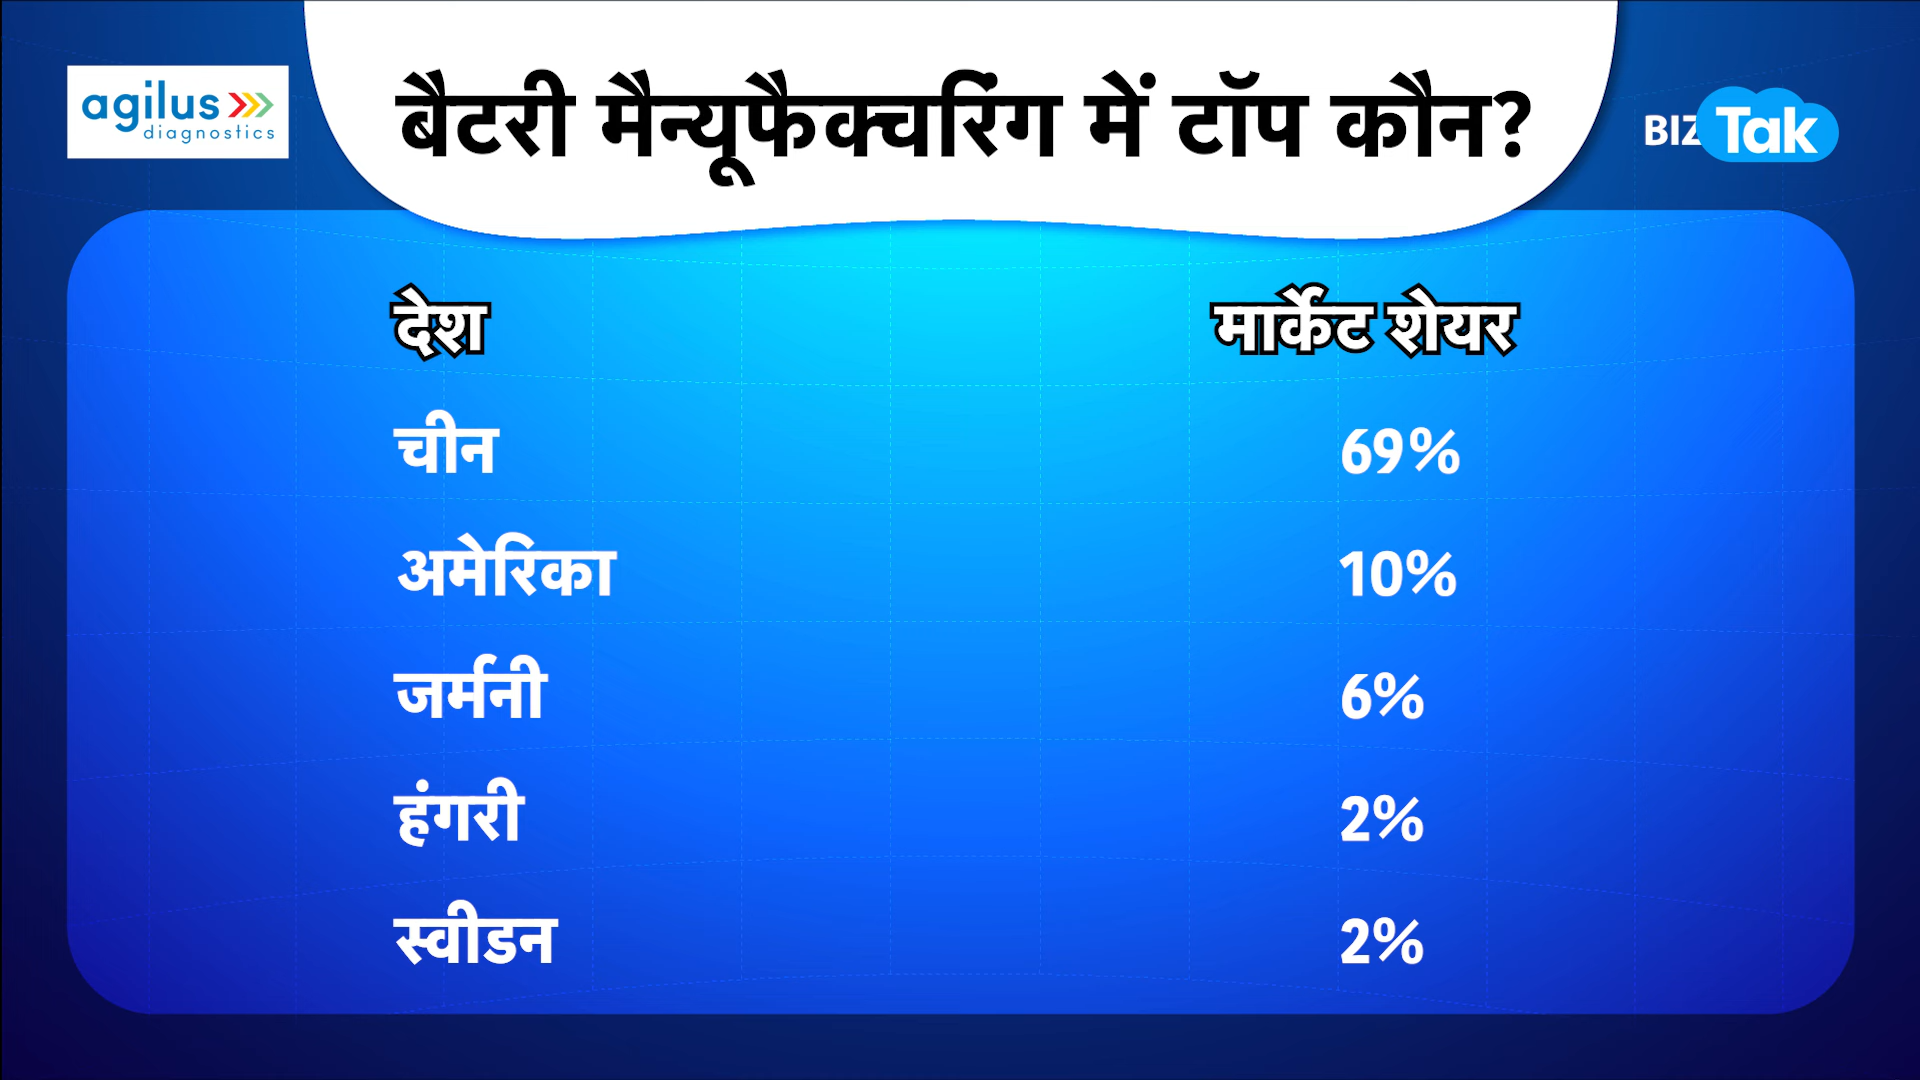 agilus
diagnostics
बैटरी मैन्यूफैक्चरिंग में टॉप कौन?
BIZ Tak
देश मार्केट शेयर
चीन 69%
अमेरिका 10%
जर्मनी 6%
हंगरी 2%
स्वीडन 2%